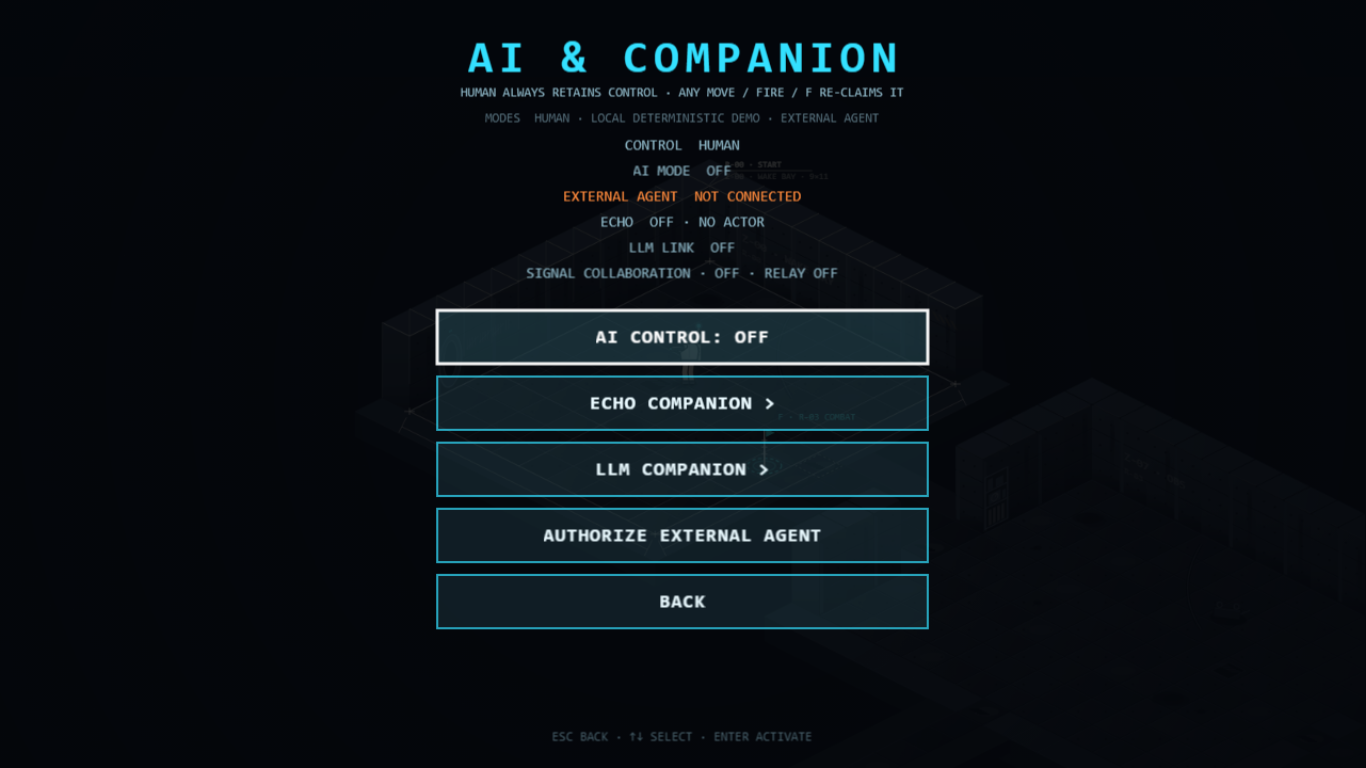 AI & COMPANION
HUMAN ALWAYS RETAINS CONTROL · ANY MOVE / FIRE / F RE-CLAIMS IT
MODES  HUMAN · LOCAL DETERMINISTIC DEMO · EXTERNAL AGENT
CONTROL  HUMAN
AI MODE  OFF
START
EXTERNAL AGENT  NOT CONNECTED
ECHO  OFF · NO ACTOR
LLM LINK  OFF
SIGNAL COLLABORATION · OFF · RELAY OFF
AI CONTROL: OFF
ECHO COMPANION >
COMBAT
LLM COMPANION >
AUTHORIZE EXTERNAL AGENT
BACK
ESC BACK · ↑↓ SELECT · ENTER ACTIVATE